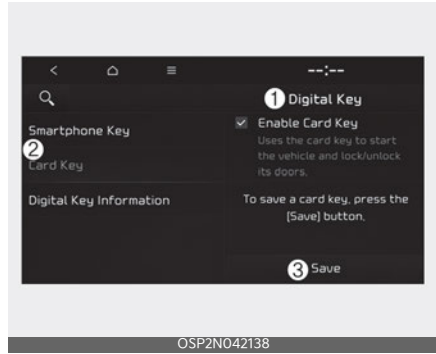 --:--
1 Digital Key
Smartphone Key
2
Card Key
Digital Key Information
Enable Card Key
Uses the card key to start
the vehicle and lock/unlock
its doors.
To save a card key, press the
[Save] button.
3 Save
OSP2N042138